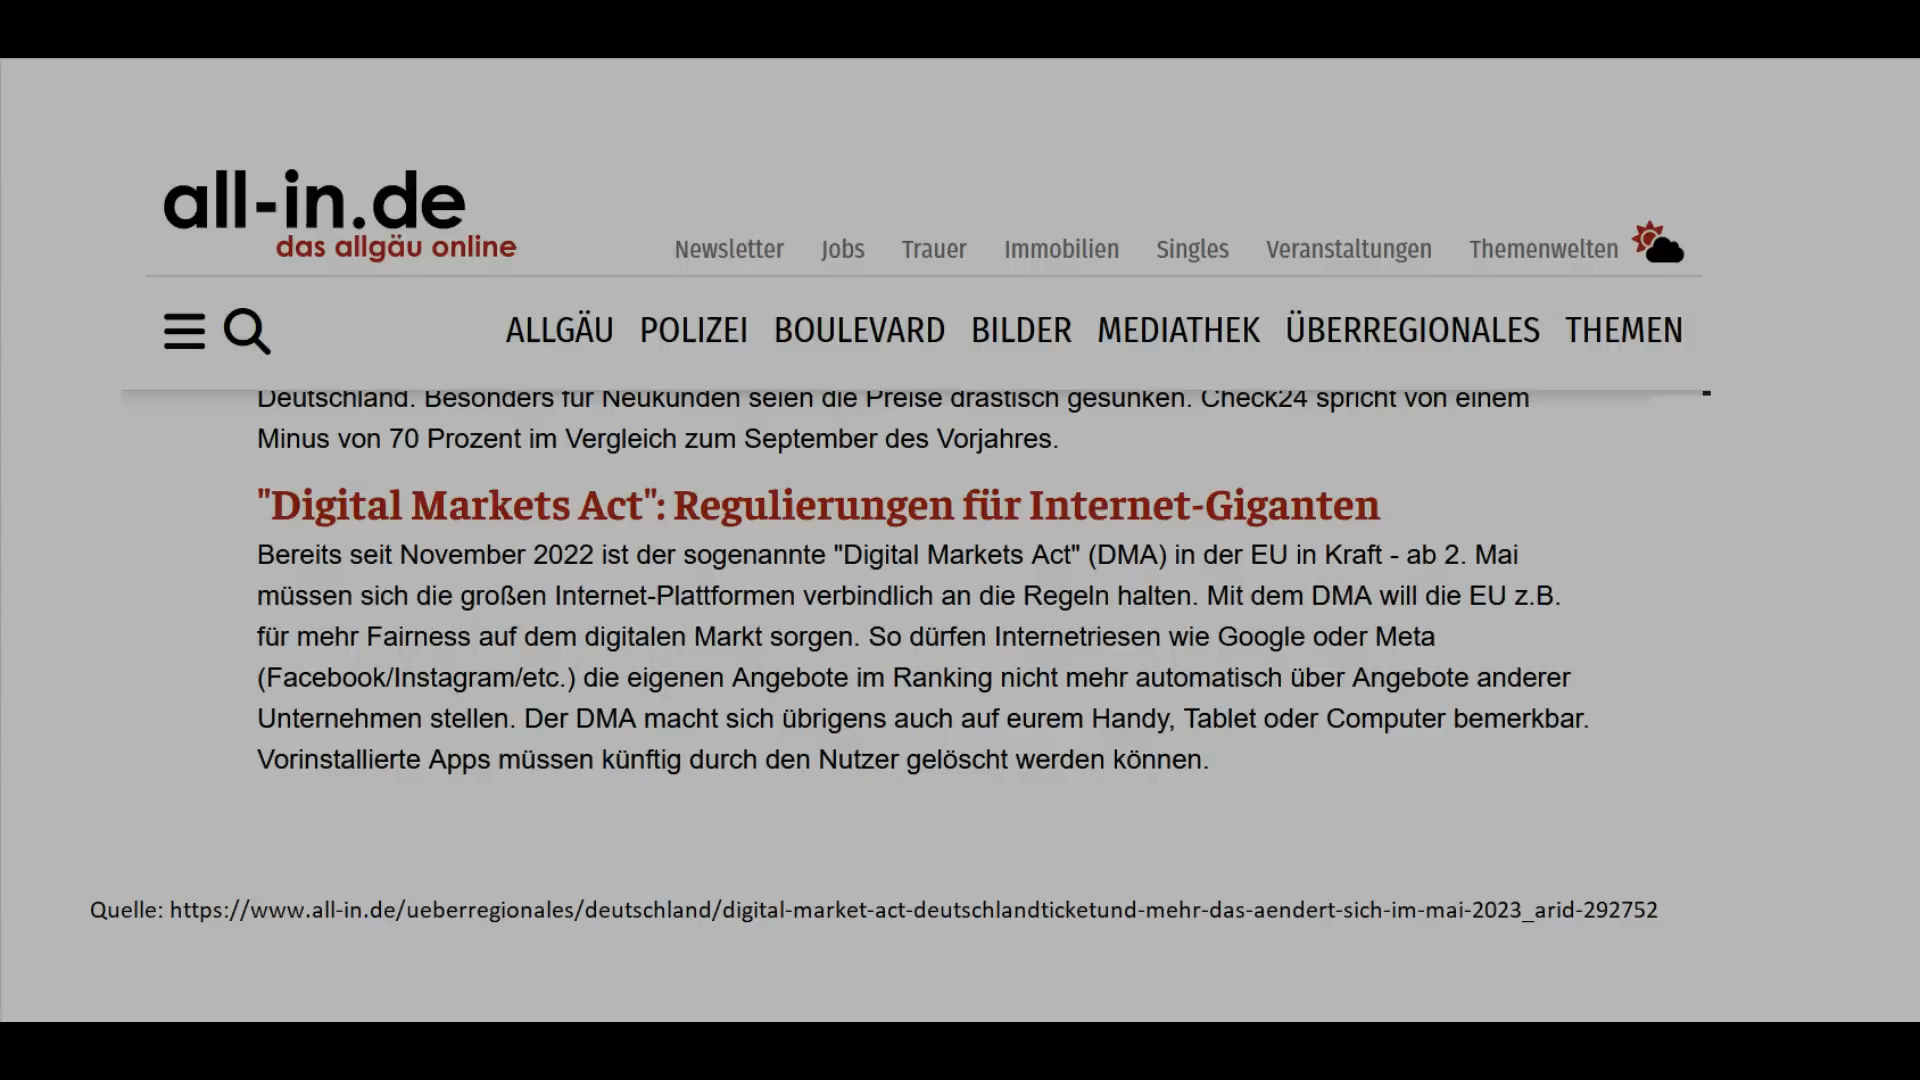 all-in.de
das allgäu online
Newsletter Jobs Trauer Immobilien Singles Veranstaltungen Themenwelten
ALLGÄU POLIZEI BOULEVARD BILDER MEDIATHEK ÜBERREGIONALES THEMEN
Deutschland. Besonders für Neukunden seien die Preise drastisch gesunken. Check24 spricht von einem
Minus von 70 Prozent im Vergleich zum September des Vorjahres.
"Digital Markets Act": Regulierungen für Internet-Giganten
Bereits seit November 2022 ist der sogenannte "Digital Markets Act" (DMA) in der EU in Kraft - ab 2. Mai
müssen sich die großen Internet-Plattformen verbindlich an die Regeln halten. Mit dem DMA will die EU z.B.
für mehr Fairness auf dem digitalen Markt sorgen. So dürfen Internetriesen wie Google oder Meta
(Facebook/Instagram/etc.) die eigenen Angebote im Ranking nicht mehr automatisch über Angebote anderer
Unternehmen stellen. Der DMA macht sich übrigens auch auf eurem Handy, Tablet oder Computer bemerkbar.
Vorinstallierte Apps müssen künftig durch den Nutzer gelöscht werden können.
Quelle: https://www.all-in.de/ueberregionales/deutschland/digital-market-act-deutschlandticketund-mehr-das-aendert-sich-im-mai-2023_arid-292752